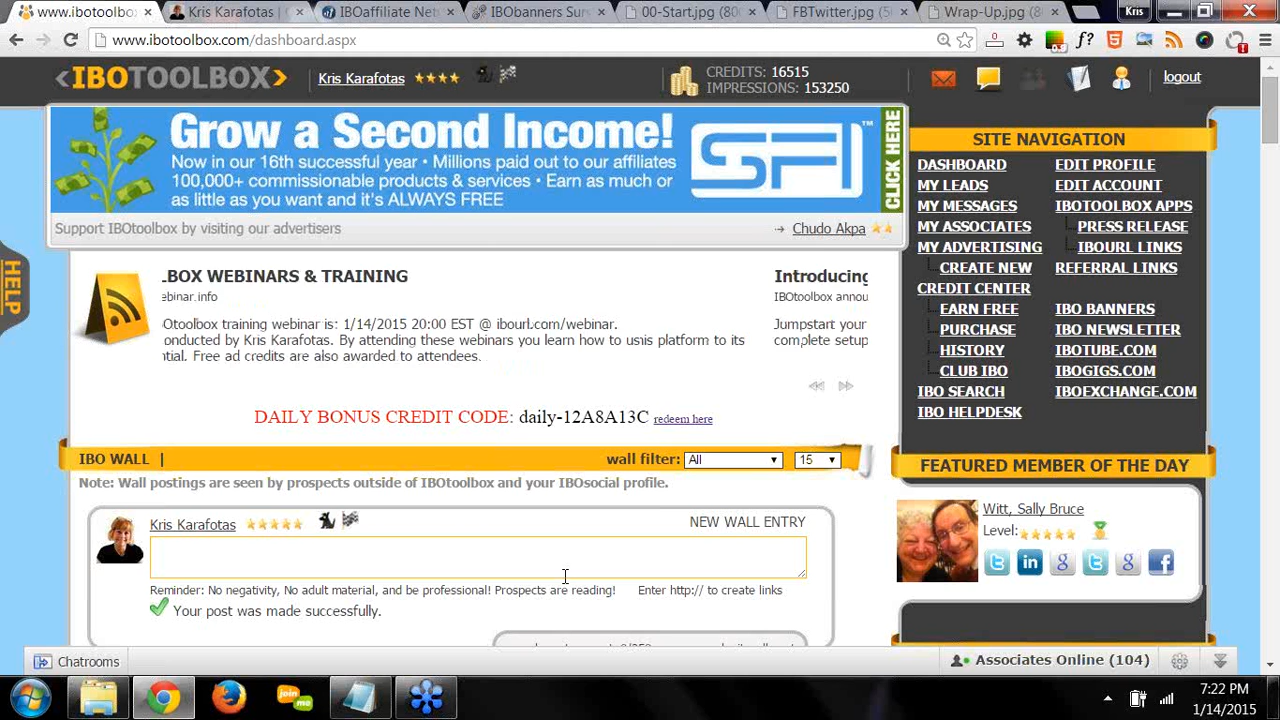 www.ibotoolbox
Kris Karafotas |
IBOaffiliate Netw
IBObanners Surf
00-Start.jpg (80
FBTwitter.jpg (5
Wrap-Up.jpg (8
Kris
www.ibotoolbox.com/dashboard.aspx
<IBOTOOLBOX>
Kris Karafotas
CREDITS: 16515
IMPRESSIONS: 153250
logout
Grow a Second Income!
Now in our 16th successful year • Millions paid out to our affiliates
100,000+ commissionable products & services • Earn as much or
as little as you want and it's ALWAYS FREE
SFI™
CLICK HERE
Support IBOtoolbox by visiting our advertisers
Chudo Akpa
HELP
LBOX WEBINARS & TRAINING
ebinar.info
Otoolbox training webinar is: 1/14/2015 20:00 EST @ ibourl.com/webinar.
onducted by Kris Karafotas. By attending these webinars you learn how to
is platform to its
ntial. Free ad credits are also awarded to attendees.
Introducing
IBOtoolbox annou
Jumpstart your
complete setup
DAILY BONUS CREDIT CODE: daily-12A8A13C redeem here
IBO WALL |
wall filter: All 15
Note: Wall postings are seen by prospects outside of IBOtoolbox and your IBOsocial profile.
Kris Karafotas
NEW WALL ENTRY
Reminder: No negativity, No adult material, and be professional! Prospects are reading! Enter http:// to create links
Your post was made successfully.
SITE NAVIGATION
DASHBOARD
EDIT PROFILE
MY LEADS
EDIT ACCOUNT
MY MESSAGES
IBOTOOLBOX APPS
MY ASSOCIATES
PRESS RELEASE
MY ADVERTISING
IBOURL LINKS
CREATE NEW
REFERRAL LINKS
CREDIT CENTER
EARN FREE
IBO BANNERS
PURCHASE
IBO NEWSLETTER
HISTORY
IBOTUBE.COM
CLUB IBO
IBOGIGS.COM
IBO SEARCH
IBOEXCHANGE.COM
IBO HELPDESK
FEATURED MEMBER OF THE DAY
Witt, Sally Bruce
Level:
Chatrooms
Associates Online (104)
7:22 PM
1/14/2015